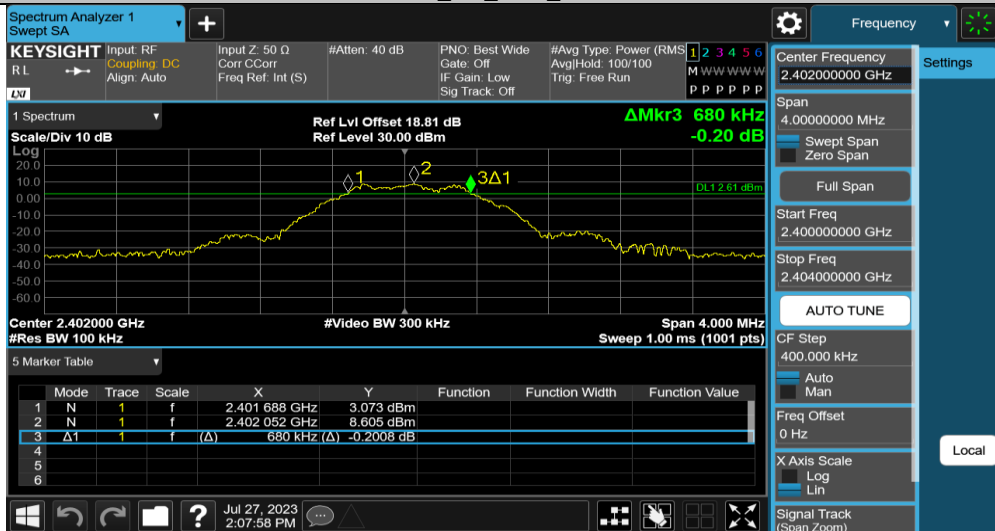 Spectrum Analyzer 1
Swept SA
Frequency
KEYSIGHT
RL
LXI
Input: RF
Coupling: DC
Align: Auto
Input Z: 50 Ω
Corr CCorr
Freq Ref: Int (S)
#Atten: 40 dB
PNO: Best Wide
Gate: Off
IF Gain: Low
Sig Track: Off
#Avg Type: Power (RMS
Avg|Hold: 100/100
Trig: Free Run
1 2 3 4 5 6
M W W W W W
P P P P P P
Center Frequency
2.402000000 GHz
Settings
Span
4.00000000 MHz
Swept Span
Zero Span
Full Span
Start Freq
2.400000000 GHz
Stop Freq
2.404000000 GHz
AUTO TUNE
CF Step
400.000 kHz
Auto
Man
Freq Offset
0 Hz
X Axis Scale
Log
Lin
Local
Signal Track
(Span Zoom)
1 Spectrum
Scale/Div 10 dB
Ref Lvl Offset 18.81 dB
Ref Level 30.00 dBm
ΔMkr3 680 kHz
-0.20 dB
Log
20.0
10.0
0.00
-10.0
-20.0
-30.0
-40.0
-50.0
-60.0
1
2
3Δ1
DL1 2.61 dBm
Center 2.402000 GHz
#Res BW 100 kHz
#Video BW 300 kHz
Span 4.000 MHz
Sweep 1.00 ms (1001 pts)
5 Marker Table
Mode Trace Scale X Y Function Function Width Function Value
1 N 1 f 2.401 688 GHz 3.073 dBm
2 N 1 f 2.402 052 GHz 8.605 dBm
3 Δ1 1 f (Δ) 680 kHz (Δ) -0.2008 dB
4
5
6
Jul 27, 2023
2:07:58 PM